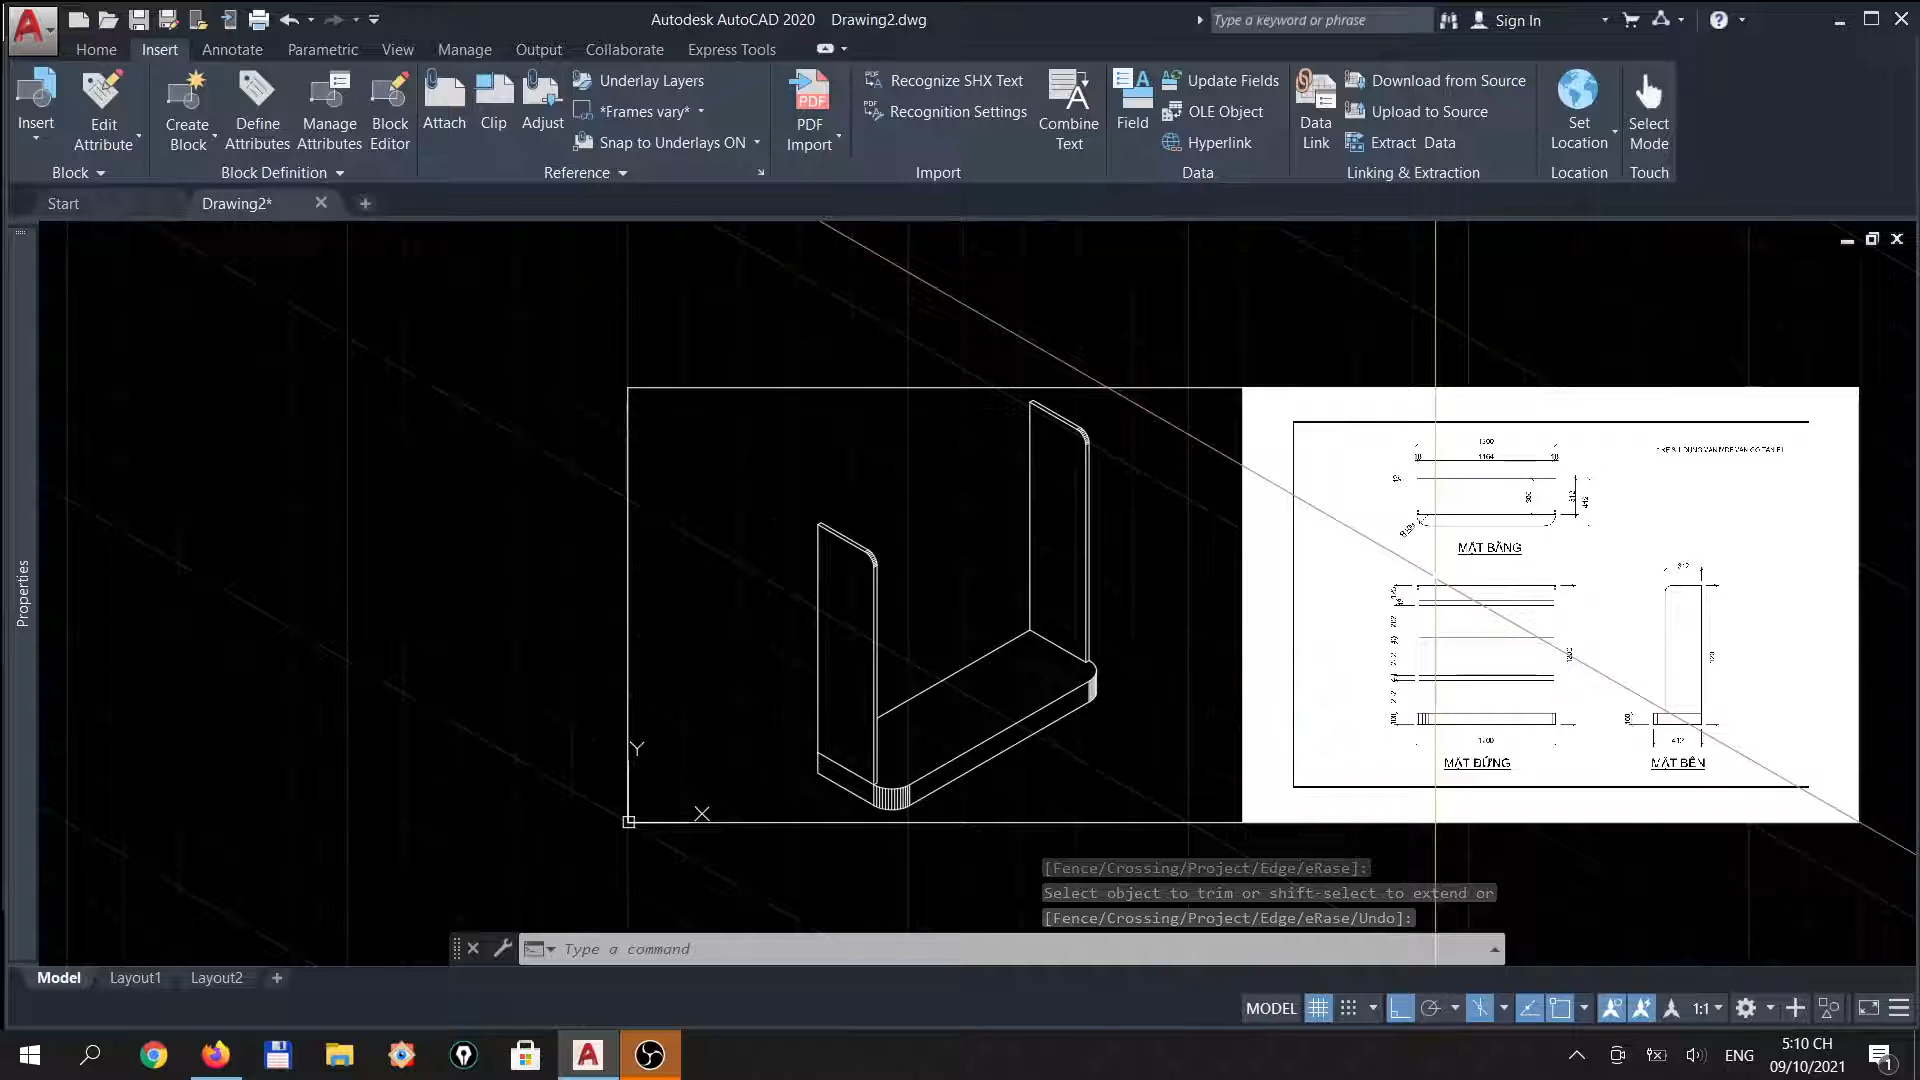 Autodesk AutoCAD 2020 Drawing2.dwg
Type a keyword or phrase
Sign In
Home Insert Annotate Parametric View Manage Output Collaborate Express Tools
Insert
Edit Attribute
Create Block
Define Attributes
Manage Attributes
Block Editor
Attach
Clip
Adjust
Underlay Layers
*Frames vary*
Snap to Underlays ON
PDF
PDF Import
Recognize SHX Text
Recognition Settings
Combine Text
Field
Update Fields
OLE Object
Hyperlink
Data Link
Download from Source
Upload to Source
Extract Data
Set Location
Select Mode
Block
Block Definition
Reference
Import
Data
Linking & Extraction
Location
Touch
Start
Drawing2*
Properties
Y
X
1164
412
MẶT BẰNG
MẶT ĐỨNG
MẶT BÊN
[Fence/Crossing/Project/Edge/eRase]:
Select object to trim or shift-select to extend or
[Fence/Crossing/Project/Edge/eRase/Undo]:
Type a command
Model Layout1 Layout2
MODEL
1:1
ENG
5:10 CH
09/10/2021
1